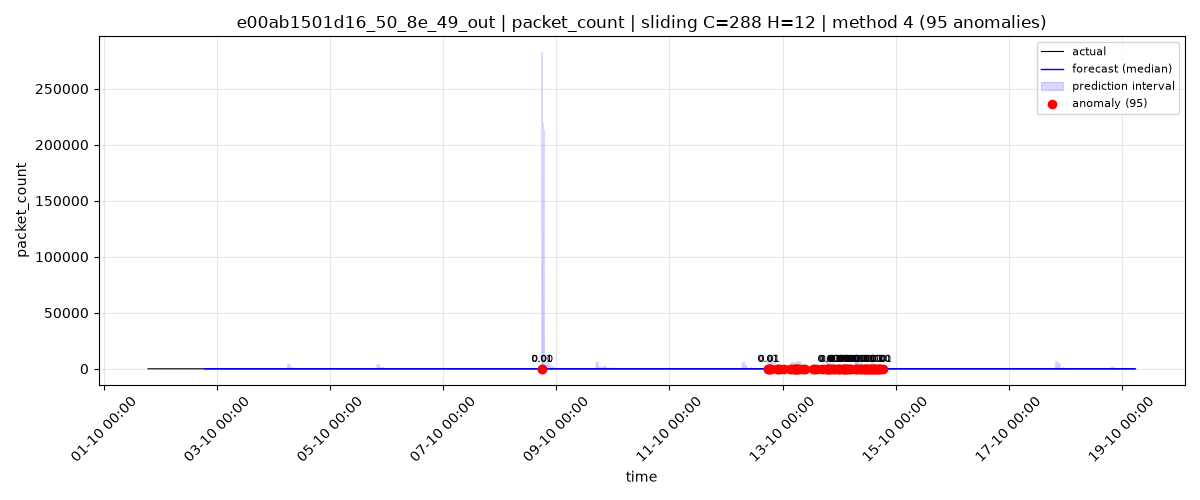 e00ab1501d16_50_8e_49_out | packet_count | sliding C=288 H=12 | method 4 (95 anomalies)
actual
forecast (median)
prediction interval
anomaly (95)
packet_count
250000
200000
150000
100000
50000
0
0.01
01-10 00:00
03-10 00:00
05-10 00:00
07-10 00:00
09-10 00:00
11-10 00:00
13-10 00:00
15-10 00:00
17-10 00:00
19-10 00:00
time